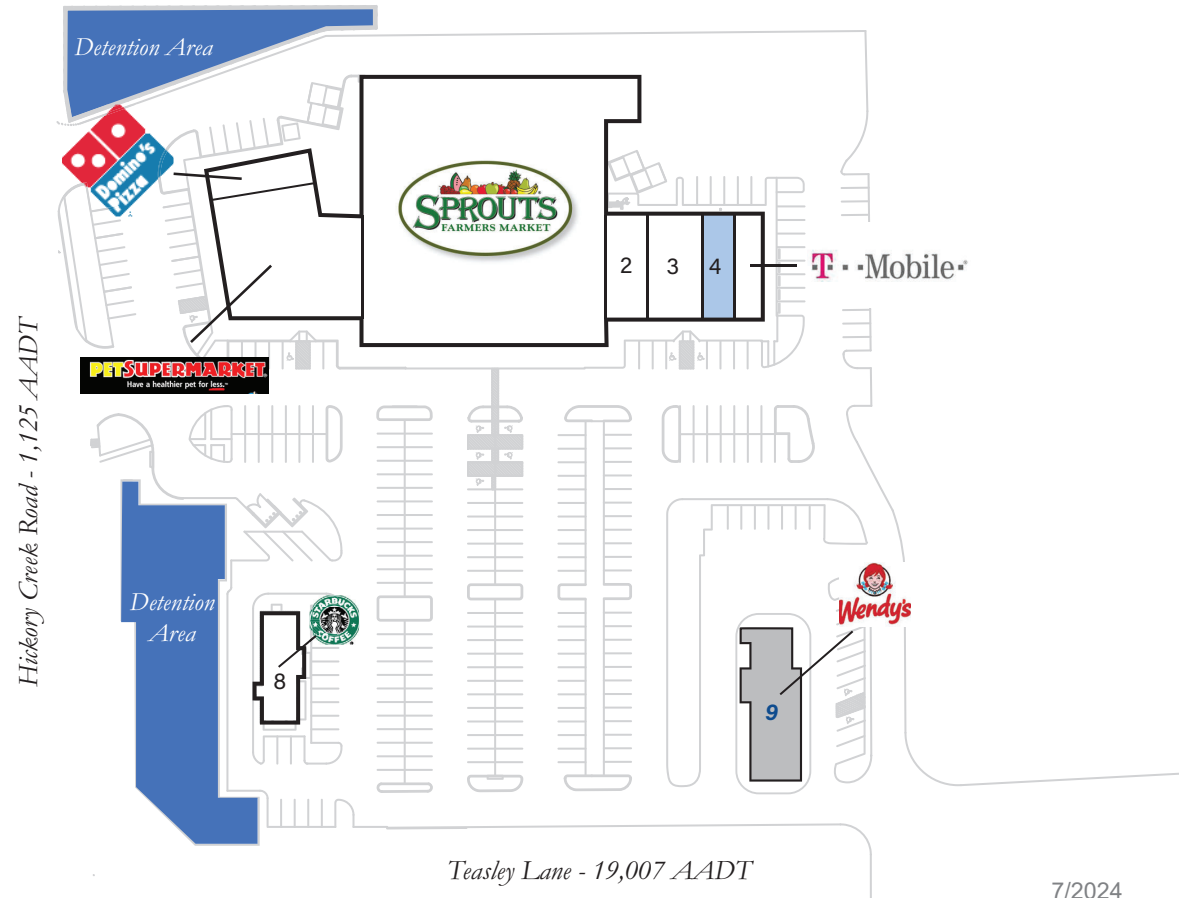 Detention Area
Domino's
Pizza
SPROUTS
FARMERS MARKET
2
3
4
T··Mobile·
PETSUPERMARKET
Have a healthier pet for less.™
Hickory Creek Road - 1,125 AADT
Detention
Area
STARBUCKS
COFFEE
8
Wendy's
9
Teasley Lane - 19,007 AADT
7/2024